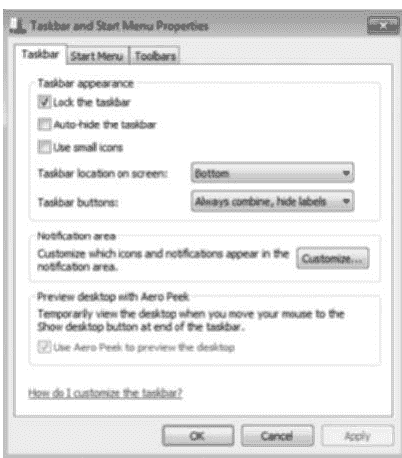 Taskbar and Start Menu Properties
Taskbar Start Menu Toolbars
Taskbar appearance
Lock the taskbar
Auto-hide the taskbar
Use small icons
Taskbar location on screen: Bottom
Taskbar buttons: Always combine, hide labels
Notification area
Customize which icons and notifications appear in the
notification area.
Customize...
Preview desktop with Aero Peek
Temporarily view the desktop when you move your mouse to the
Show desktop button at end of the taskbar.
Use Aero Peek to preview the desktop
How do I customize the taskbar?
OK Cancel Apply